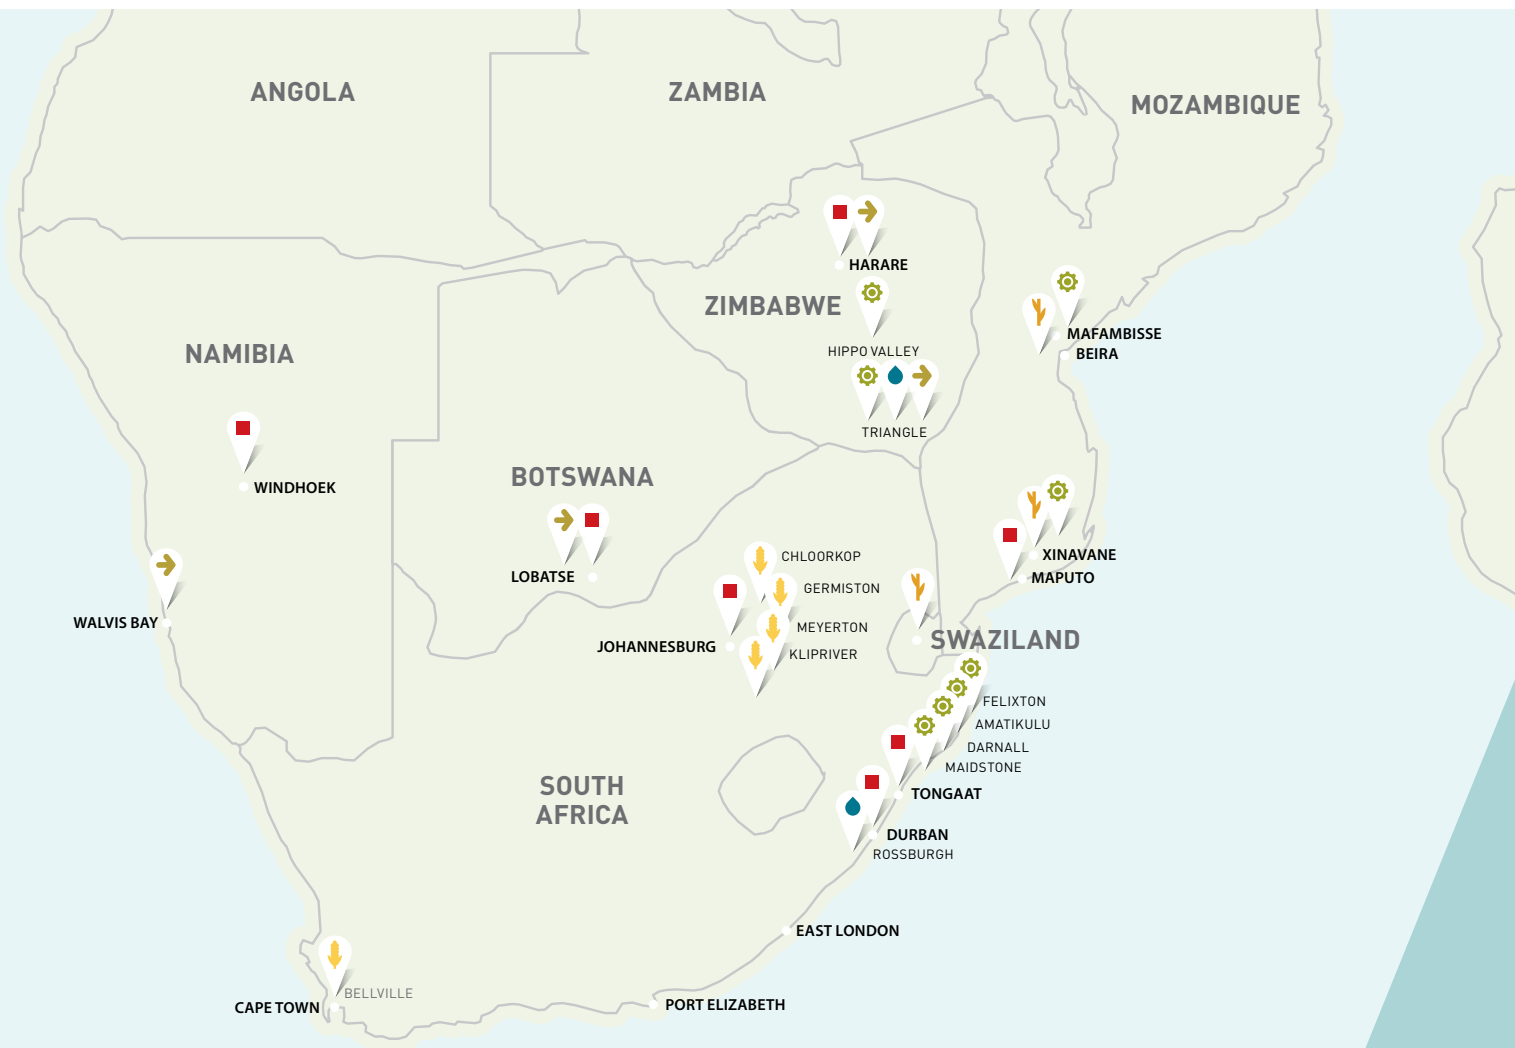 ANGOLA
ZAMBIA
MOZAMBIQUE
HARARE
ZIMBABWE
MAFAMBISSE
BEIRA
NAMIBIA
HIPPO VALLEY
TRIANGLE
WINDHOEK
BOTSWANA
CHLOORKOP
XINAVANE
LOBATSE
MAPUTO
GERMISTON
WALVIS BAY
MEYERTON
JOHANNESBURG
SWAZILAND
KLIPRIVER
FELIXTON
AMATIKULU
DARNALL
MAIDSTONE
SOUTH
AFRICA
TONGAAT
DURBAN
ROSSBURGH
EAST LONDON
BELLVILLE
CAPE TOWN
PORT ELIZABETH